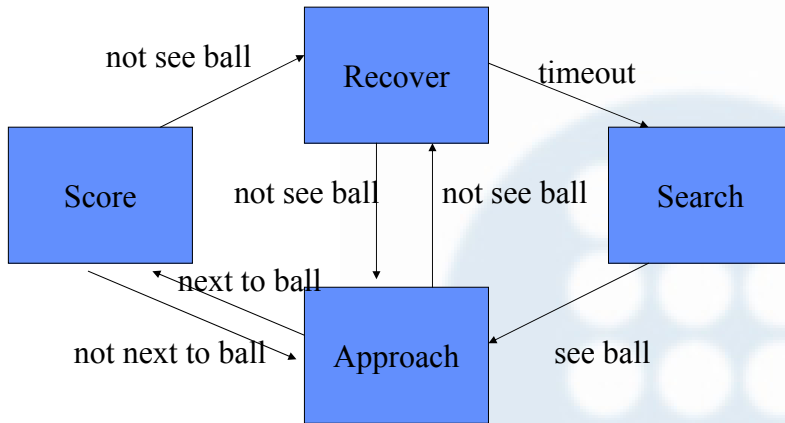 not see ball
Recover
timeout
Score
not see ball
not see ball
Search
next to ball
not next to ball
Approach
see ball